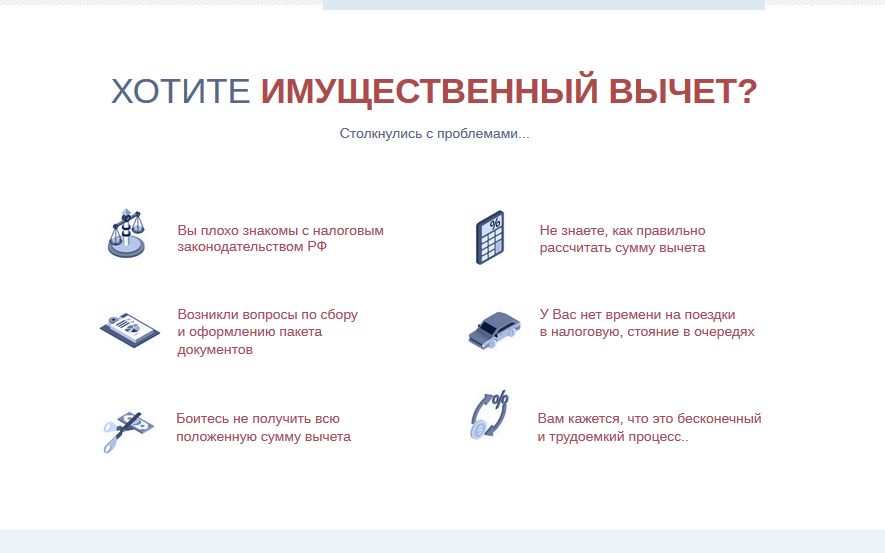 ХОТИТЕ ИМУЩЕСТВЕННЫЙ ВЫЧЕТ?
Столкнулись с проблемами...
Вы плохо знакомы с налоговым
законодательством РФ
Не знаете, как правильно
рассчитать сумму вычета
Возникли вопросы по сбору
и оформлению пакета
документов
У Вас нет времени на поездки
в налоговую, стояние в очередях
Боитесь не получить всю
положенную сумму вычета
Вам кажется, что это бесконечный
и трудоемкий процесс..